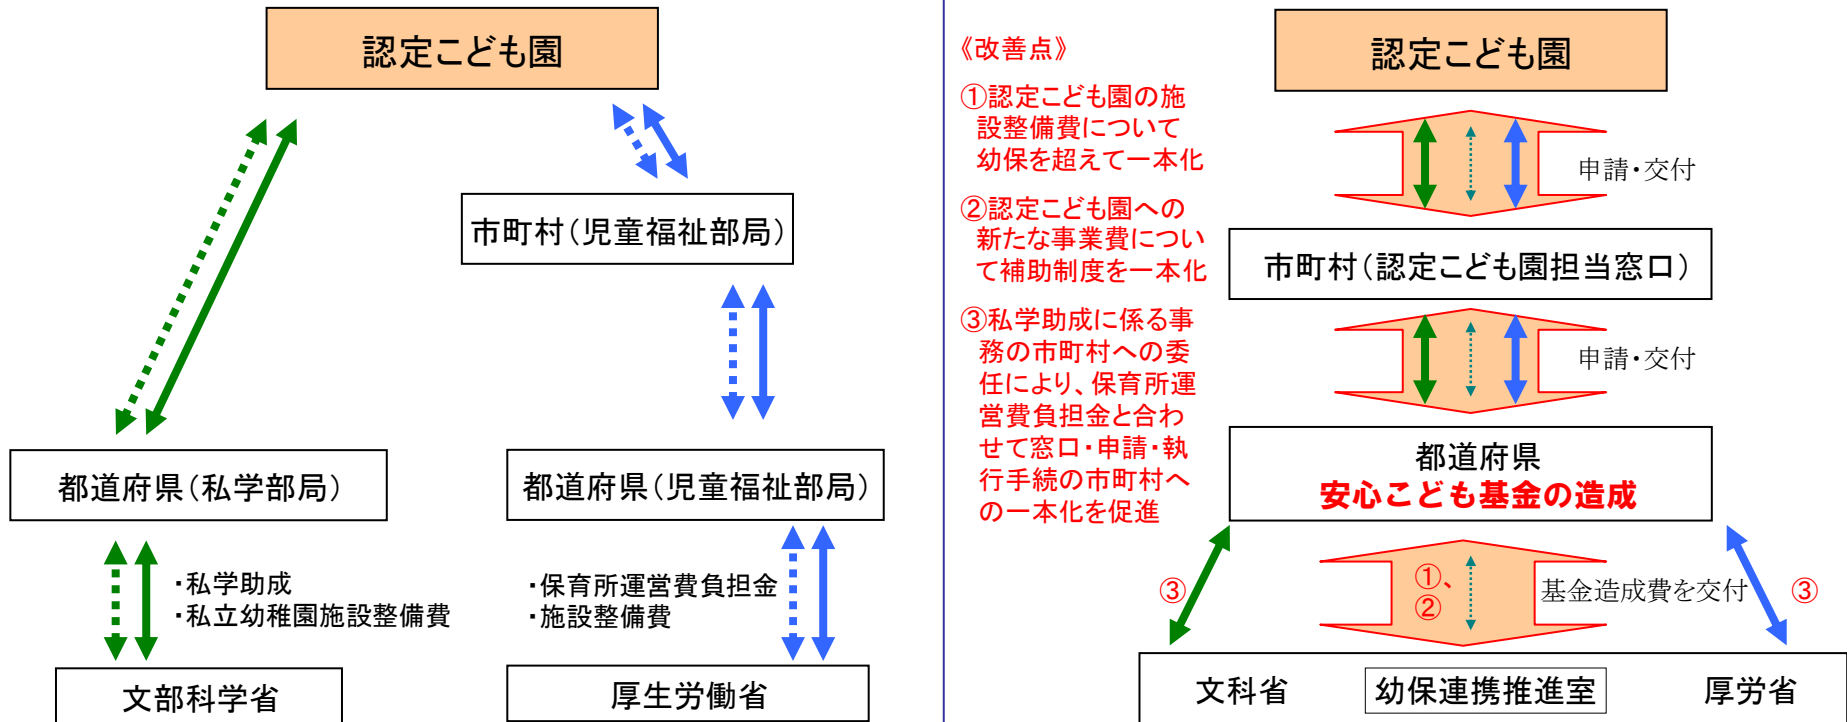 認定こども園
市町村(児童福祉部局)
都道府県(私学部局)
都道府県(児童福祉部局)
・私学助成
・私立幼稚園施設整備費
・保育所運営費負担金
・施設整備費
文部科学省
厚生労働省
《改善点》
①認定こども園の施
設整備費について
幼保を超えて一本化
②認定こども園への
新たな事業費につい
て補助制度を一本化
③私学助成に係る事
務の市町村への委
任により、保育所運
営費負担金と合わ
せて窓口・申請・執
行手続の市町村へ
の一本化を促進
認定こども園
申請・交付
市町村(認定こども園担当窓口)
申請・交付
都道府県
安心こども基金の造成
③
①、
②
基金造成費を交付
③
文科省
幼保連携推進室
厚労省